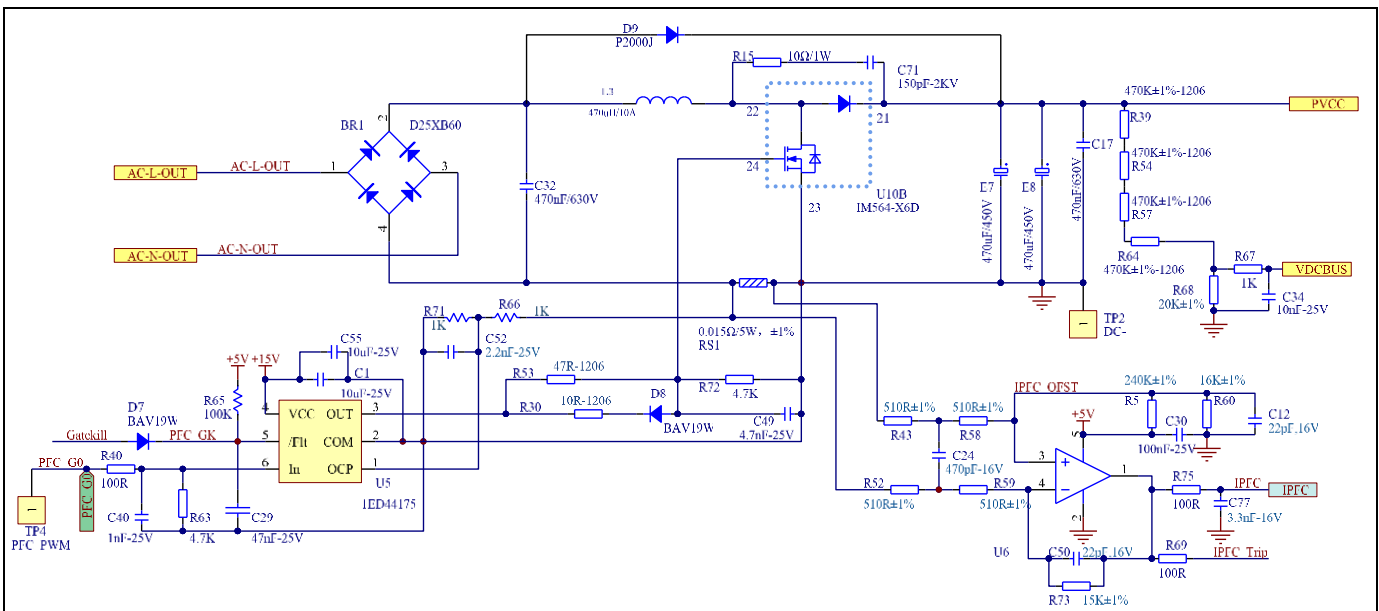 D9
P2000J
R15
10Ω/1W
C71
150pF-2KV
L3
470uH/10A
22
21
24
23
U10B
IM564-X6D
470K±1%-1206
R39
PVCC
470K±1%-1206
R54
470K±1%-1206
R57
R64
470K±1%-1206
R67
1K
VDCBUS
R68
20K±1%
C34
10nF-25V
BR1
D25XB60
2
1
3
4
AC-L-OUT
AC-L-OUT
AC-N-OUT
AC-N-OUT
C32
470nF/630V
E7
470uF/450V
E8
470uF/450V
C17
470nF/630V
1
TP2
DC-
R71
1K
R66
1K
0.015Ω/5W, ±1%
RS1
C52
2.2nF-25V
C55
10uF-25V
C1
10uF-25V
+5V
+15V
R65
100K
R53
47R-1206
R72
4.7K
R30
10R-1206
D8
BAV19W
C49
4.7nF-25V
D7
BAV19W
Gatekill
PFC_GK
4
VCC
OUT
3
5
/Flt
COM
2
6
In
OCP
1
U5
1ED44175
PFC_G0
R40
100R
PFC_G0
1
TP4
PFC_PWM
C40
1nF-25V
R63
4.7K
C29
47nF-25V
IPFC_OFST
240K±1%
R5
16K±1%
R60
C12
22pF,16V
+5V
5
C30
100nF-25V
510R±1%
R43
510R±1%
R58
C24
470pF-16V
R52
510R±1%
R59
510R±1%
3
4
1
2
U6
R75
100R
IPFC
IPFC
C77
3.3nF-16V
C50
22pF,16V
R69
100R
IPFC_Trip
R73
15K±1%